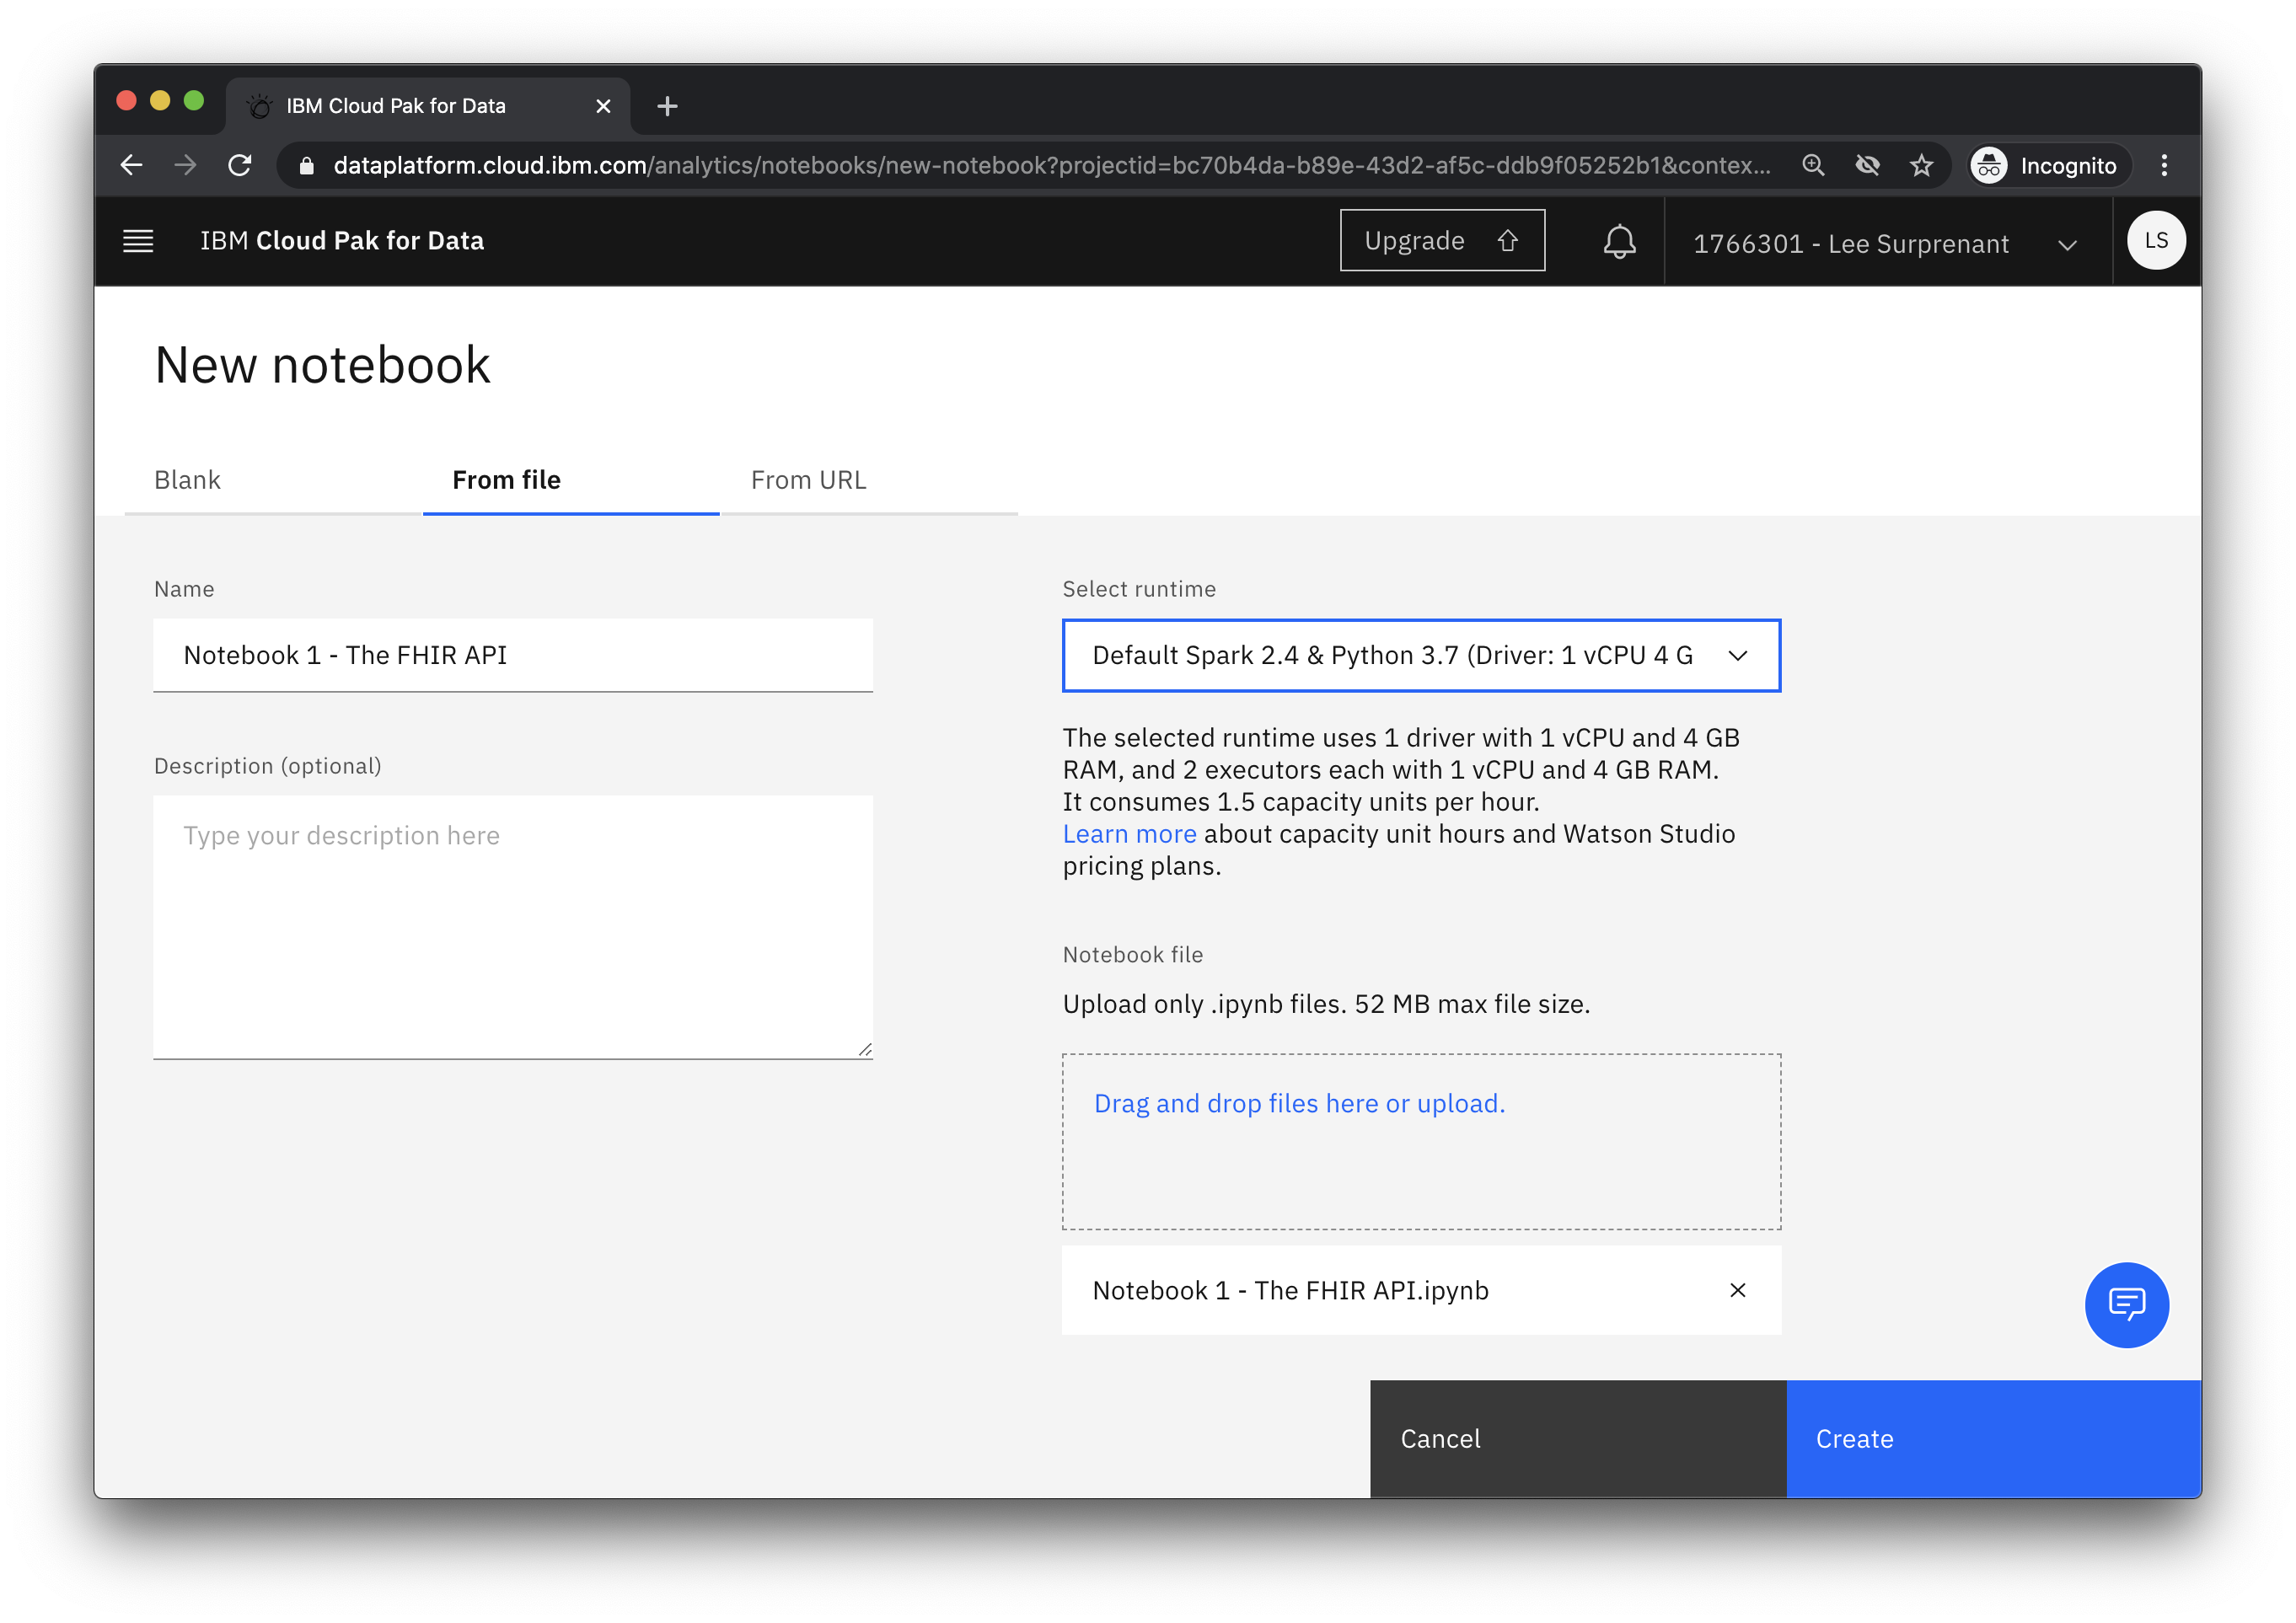 IBM Cloud Pak for Data
dataplatform.cloud.ibm.com/analytics/notebooks/new-notebook?projectid=bc70b4da-b89e-43d2-af5c-ddb9f05252b1&contex...
Incognito
IBM Cloud Pak for Data
Upgrade
1766301 - Lee Surprenant
LS
New notebook
Blank
From file
From URL
Name
Notebook 1 - The FHIR API
Description (optional)
Type your description here
Select runtime
Default Spark 2.4 & Python 3.7 (Driver: 1 vCPU 4 G
The selected runtime uses 1 driver with 1 vCPU and 4 GB
RAM, and 2 executors each with 1 vCPU and 4 GB RAM.
It consumes 1.5 capacity units per hour.
Learn more about capacity unit hours and Watson Studio
pricing plans.
Notebook file
Upload only .ipynb files. 52 MB max file size.
Drag and drop files here or upload.
Notebook 1 - The FHIR API.ipynb
Cancel
Create